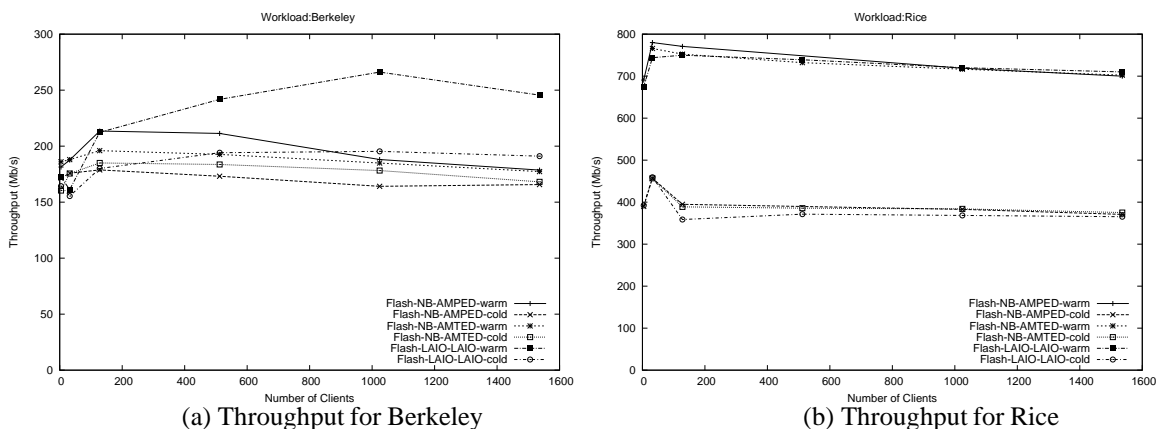 Workload:Berkeley
300
250
200
150
100
50
0
Throughput (Mb/s)
Flash-NB-AMPED-warm
Flash-NB-AMPED-cold
Flash-NB-AMTED-warm
Flash-NB-AMTED-cold
Flash-LAIO-LAIO-warm
Flash-LAIO-LAIO-cold
0 200 400 600 800 1000 1200 1400 1600
Number of Clients
(a) Throughput for Berkeley
Workload:Rice
800
700
600
500
400
300
200
100
0
Throughput (Mb/s)
Flash-NB-AMPED-warm
Flash-NB-AMPED-cold
Flash-NB-AMTED-warm
Flash-NB-AMTED-cold
Flash-LAIO-LAIO-warm
Flash-LAIO-LAIO-cold
0 200 400 600 800 1000 1200 1400 1600
Number of Clients
(b) Throughput for Rice